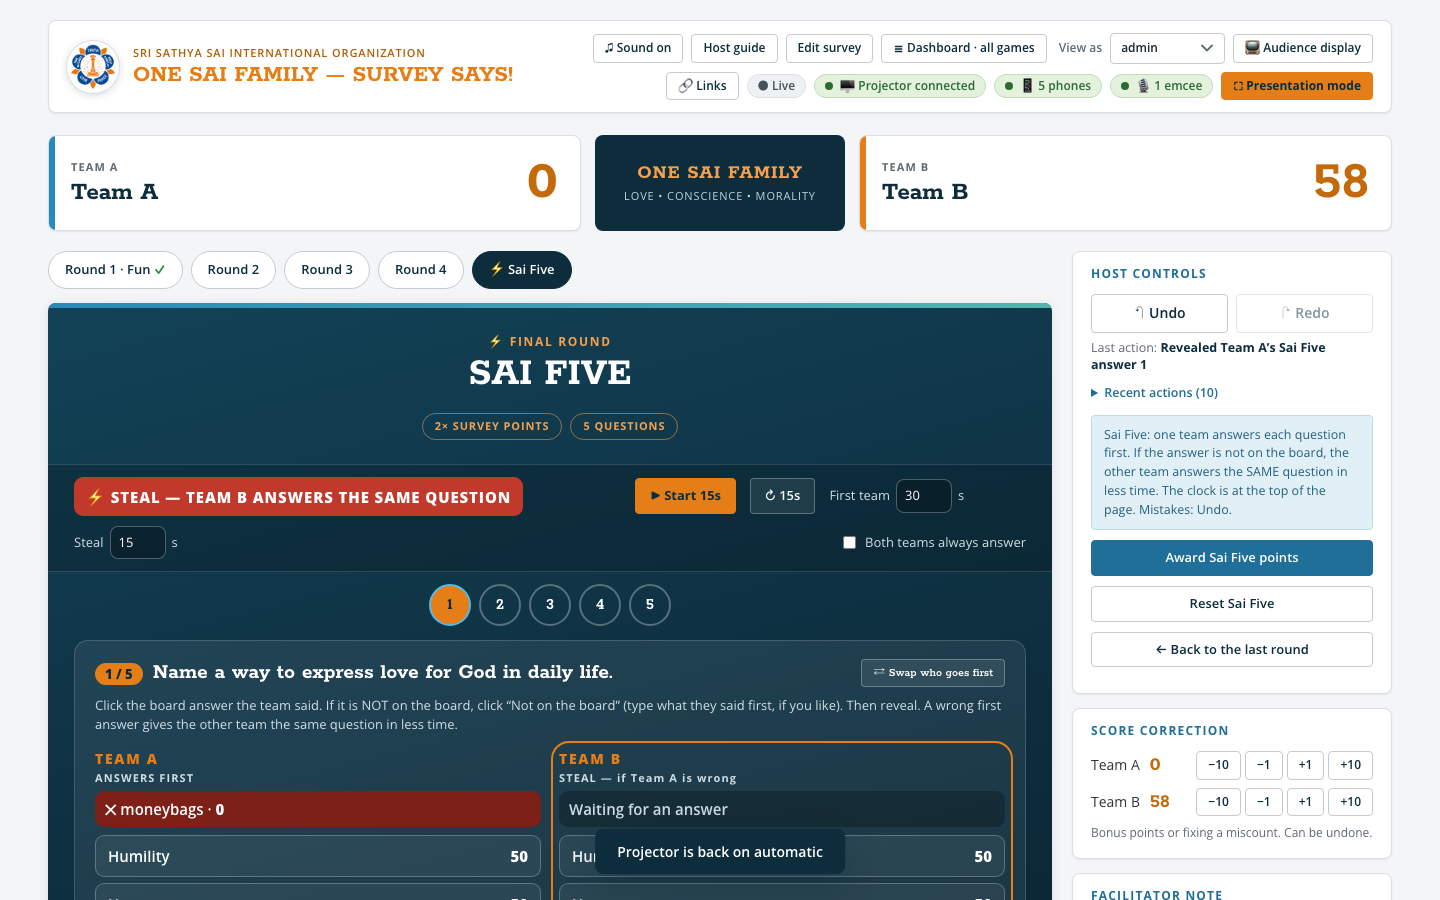 SRI SATHYA SAI INTERNATIONAL ORGANIZATION
ONE SAI FAMILY — SURVEY SAYS!
♫ Sound on
Host guide
Edit survey
≡ Dashboard · all games
View as
admin
Audience display
Links
Live
Projector connected
5 phones
1 emcee
Presentation mode
TEAM A
Team A
0
ONE SAI FAMILY
LOVE • CONSCIENCE • MORALITY
TEAM B
Team B
58
Round 1 · Fun ✓
Round 2
Round 3
Round 4
⚡ Sai Five
⚡ FINAL ROUND
SAI FIVE
2× SURVEY POINTS
5 QUESTIONS
⚡ STEAL — TEAM B ANSWERS THE SAME QUESTION
▶ Start 15s
↻ 15s
First team 30 s
Steal 15 s
Both teams always answer
1 2 3 4 5
1 / 5 Name a way to express love for God in daily life.
⇄ Swap who goes first
Click the board answer the team said. If it is NOT on the board, click “Not on the board” (type what they said first, if you like). Then reveal. A wrong first
answer gives the other team the same question in less time.
TEAM A
ANSWERS FIRST
✕ moneybags · 0
Humility 50
TEAM B
STEAL — if Team A is wrong
Waiting for an answer
50
Projector is back on automatic
HOST CONTROLS
Undo
Redo
Last action: Revealed Team A’s Sai Five
answer 1
▶ Recent actions (10)
Sai Five: one team answers each question
first. If the answer is not on the board, the
other team answers the SAME question in
less time. The clock is at the top of the
page. Mistakes: Undo.
Award Sai Five points
Reset Sai Five
← Back to the last round
SCORE CORRECTION
Team A 0 −10 −1 +1 +10
Team B 58 −10 −1 +1 +10
Bonus points or fixing a miscount. Can be undone.
FACILITATOR NOTE